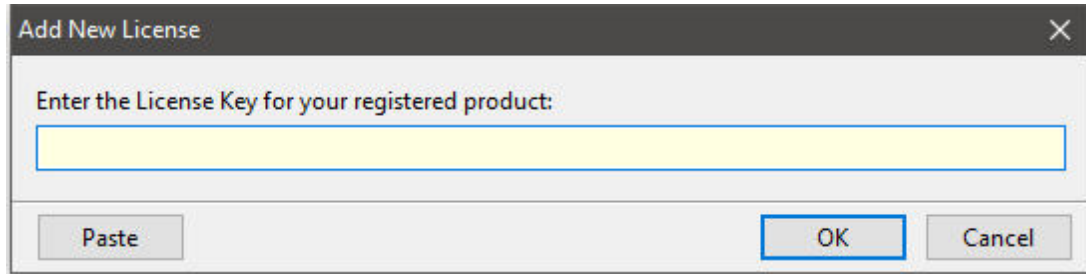 Add New License
Enter the License Key for your registered product:
Paste OK Cancel